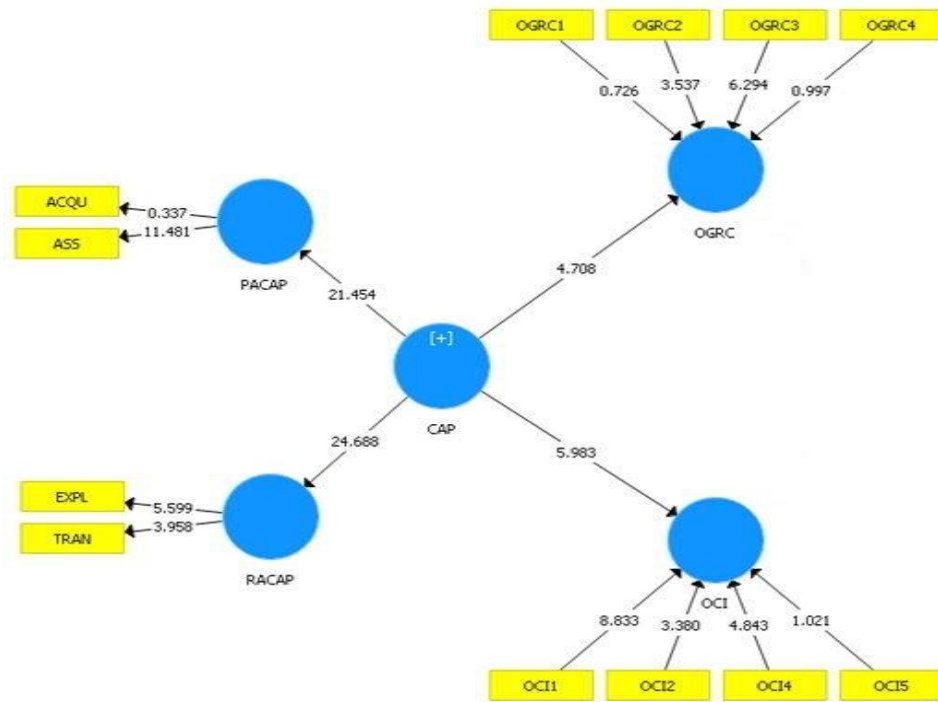 OGRC1 OGRC2 OGRC3 OGRC4
0.726 3.537 6.294 0.997
OGRC
ACQU
0.337
ASS
11.481
PACAP
4.708
21.454
[+]
CAP
24.688
5.983
EXPL
5.599
TRAN
3.958
RACAP
OCI
8.833 3.380 4.843 1.021
OCI1 OCI2 OCI4 OCI5